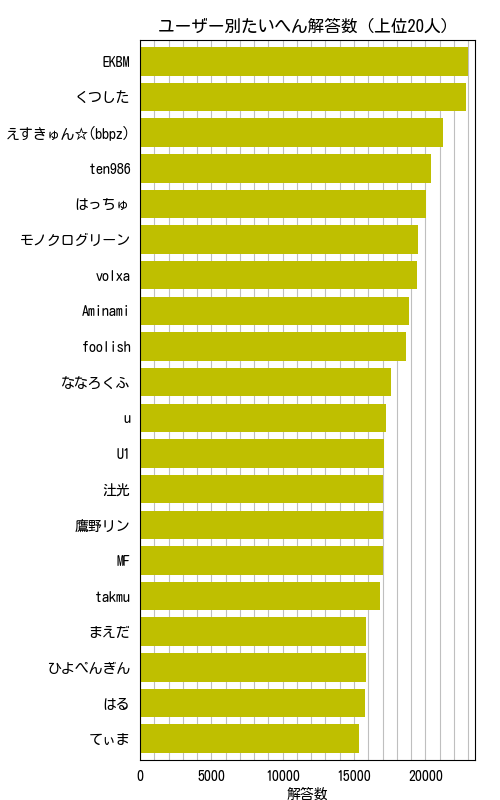 ユーザー別たいへん解答数 (上位20人)
EKBM
くつした
えすきゅん☆(bbpz)
ten986
はっちゅ
モノクログリーン
volxa
Aminami
foolish
ななろくふ
u
U1
汢光
鷹野リン
MF
takmu
まえだ
ひよぺんぎん
はる
てぃま
0 5000 10000 15000 20000
解答数